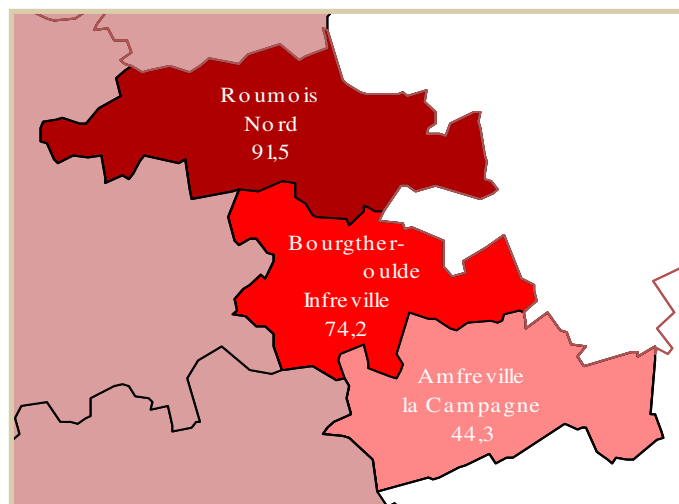 Roumois
Nord
91,5
Bourgther-
oulde
Infreville
74,2
Amfreville
la Campagne
44,3